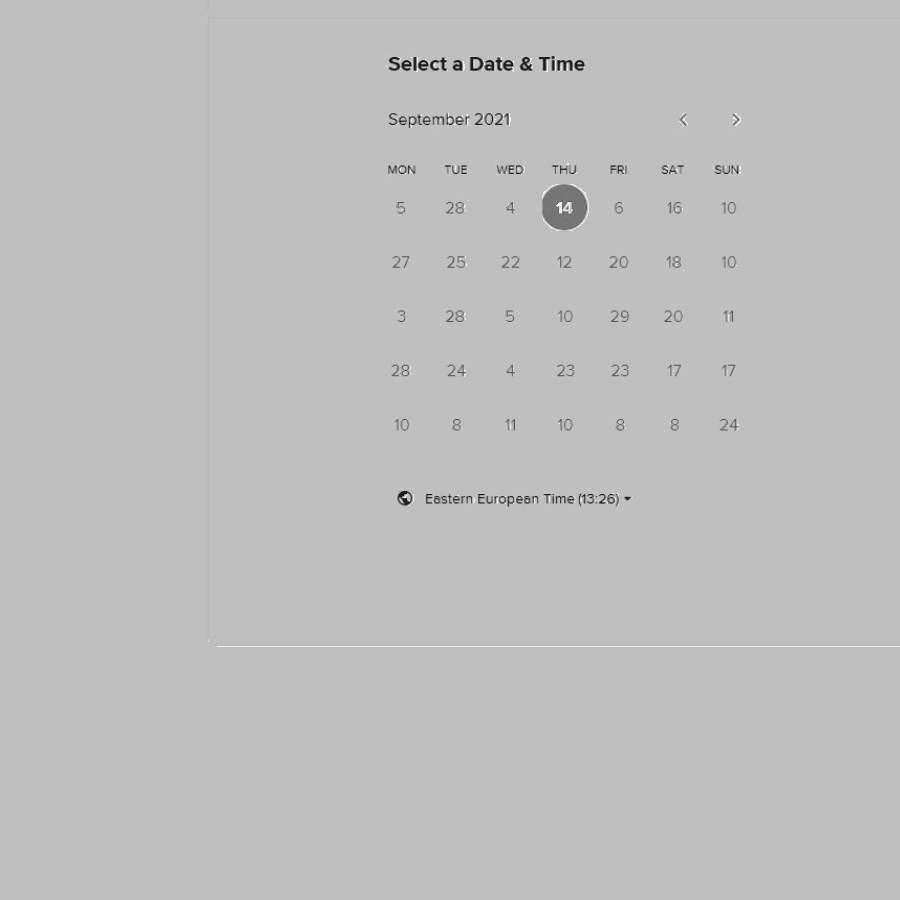 Select a Date & Time
September 2021
MON TUE WED THU FRI SAT SUN
5 28 4 14 6 16 10
27 25 22 12 20 18 10
3 28 5 10 29 20 11
28 24 4 23 23 17 17
10 8 11 10 8 8 24
Eastern European Time (13:26)